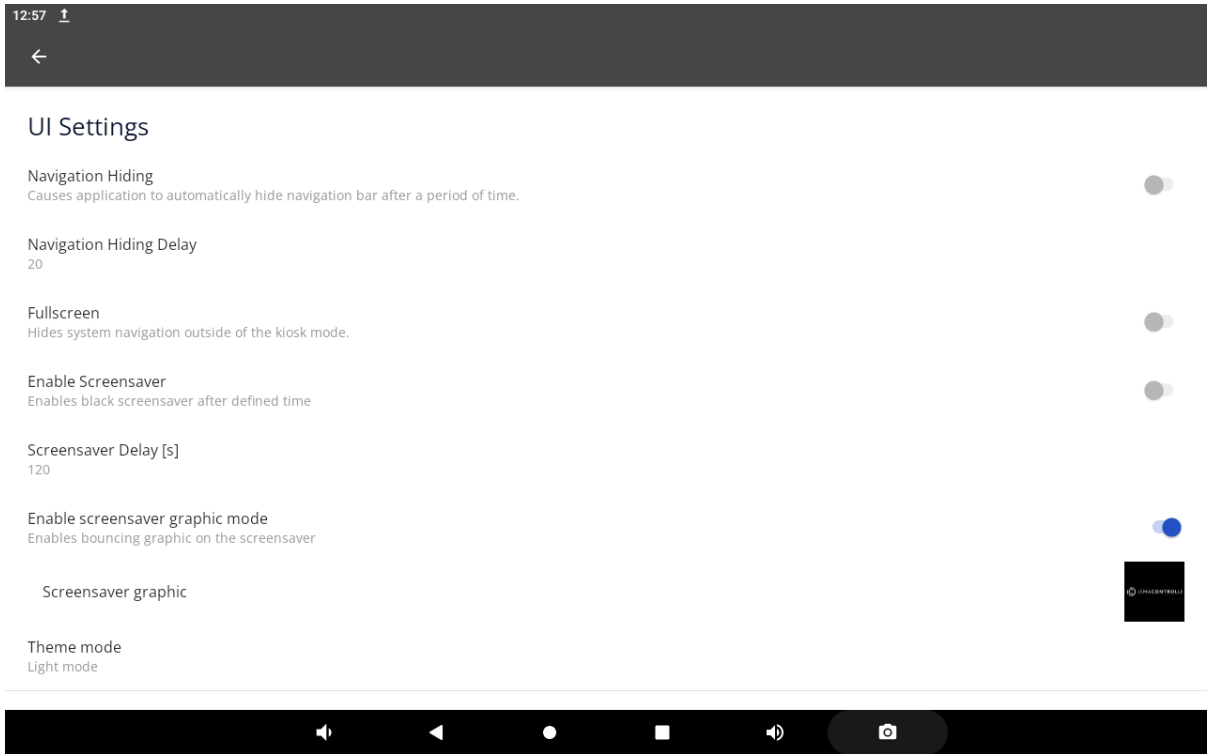 12:57
UI Settings
Navigation Hiding
Causes application to automatically hide navigation bar after a period of time.
Navigation Hiding Delay
20
Fullscreen
Hides system navigation outside of the kiosk mode.
Enable Screensaver
Enables black screensaver after defined time
Screensaver Delay [s]
120
Enable screensaver graphic mode
Enables bouncing graphic on the screensaver
Screensaver graphic
iSMACONTROLLI
Theme mode
Light mode